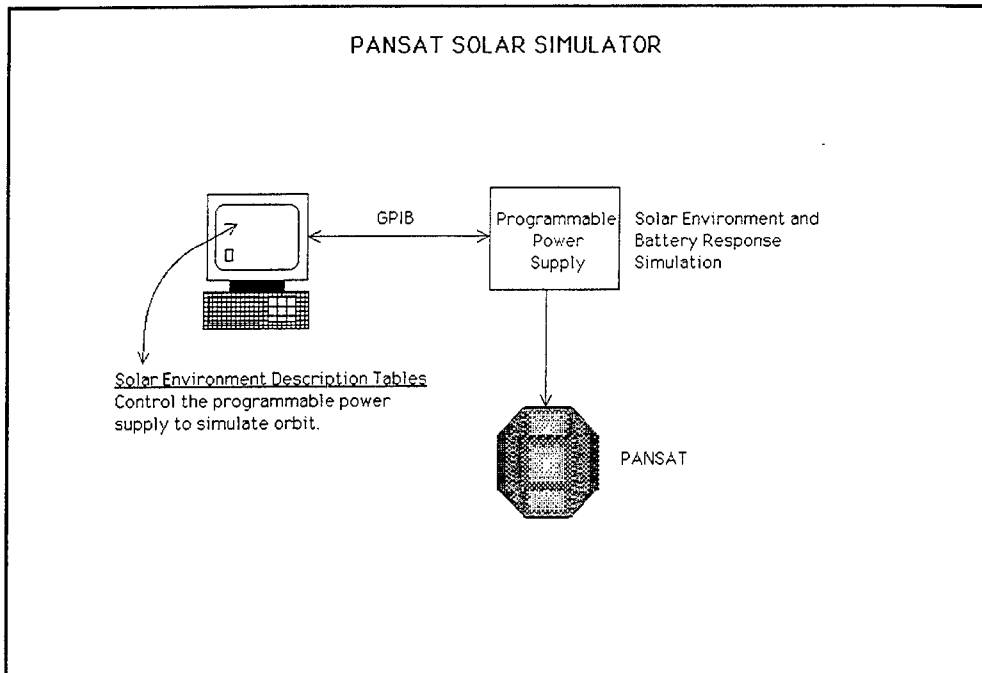 PANSAT SOLAR SIMULATOR
GPIB
Programmable
Power
Supply
Solar Environment and
Battery Response
Simulation
Solar Environment Description Tables
Control the programmable power
supply to simulate orbit.
PANSAT